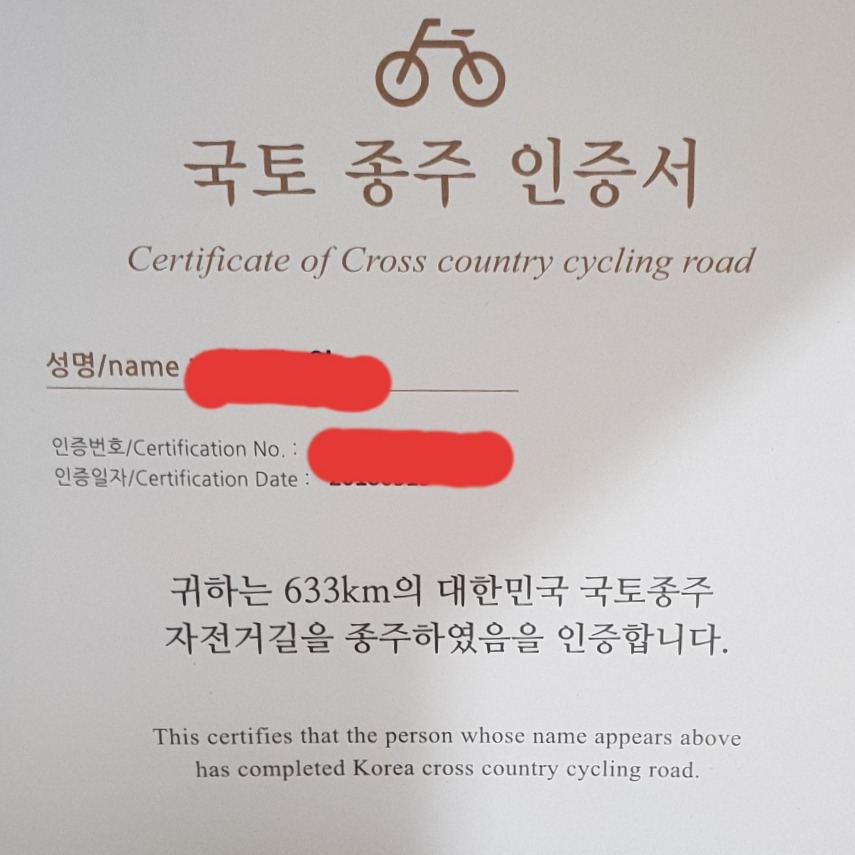 국토 종주 인증서
Certificate of Cross country cycling road
성명/name
인증번호/Certification No. :
인증일자/Certification Date :
귀하는 633km의 대한민국 국토종주
자전거길을 종주하였음을 인증합니다.
This certifies that the person whose name appears above
has completed Korea cross country cycling road.